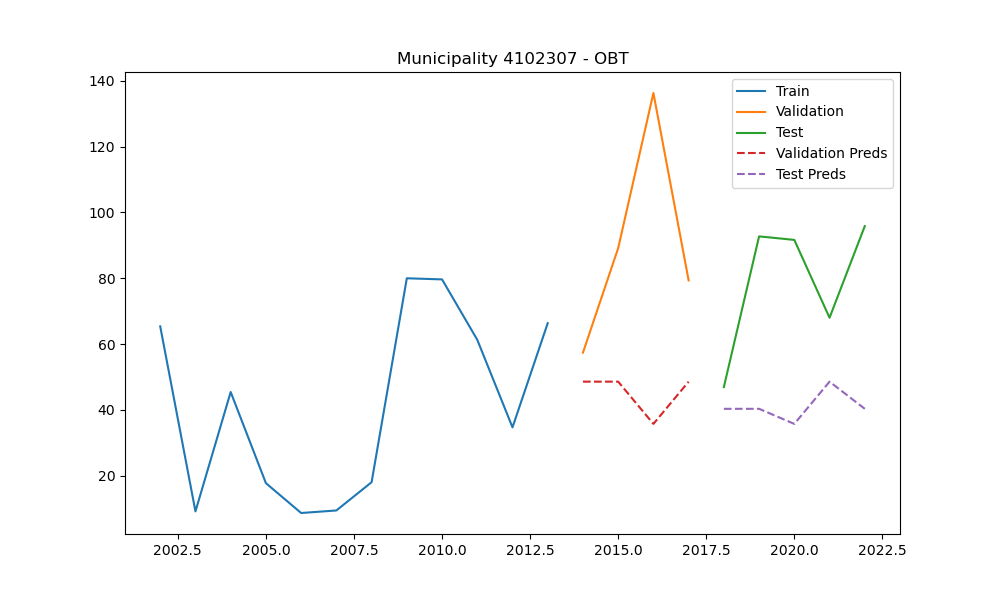 Municipality 4102307 - OBT
140
120
100
80
60
40
20
Train
Validation
Test
Validation Preds
Test Preds
2002.5 2005.0 2007.5 2010.0 2012.5 2015.0 2017.5 2020.0 2022.5